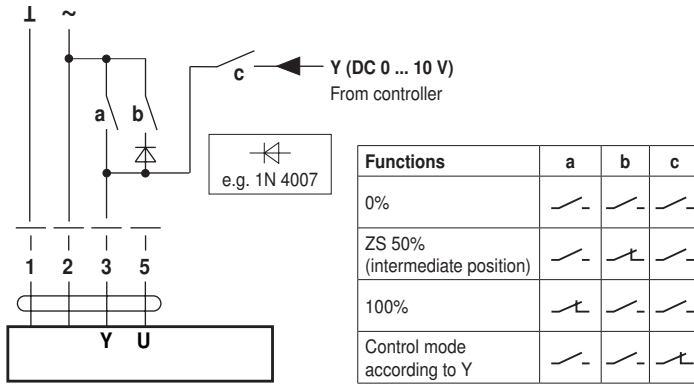 ⊥ ~
c
Y (DC 0 ... 10 V)
From controller
a b
e.g. 1N 4007
1 2 3 5
Y U
Functions a b c
0%
ZS 50%
(intermediate position)
100%
Control mode
according to Y